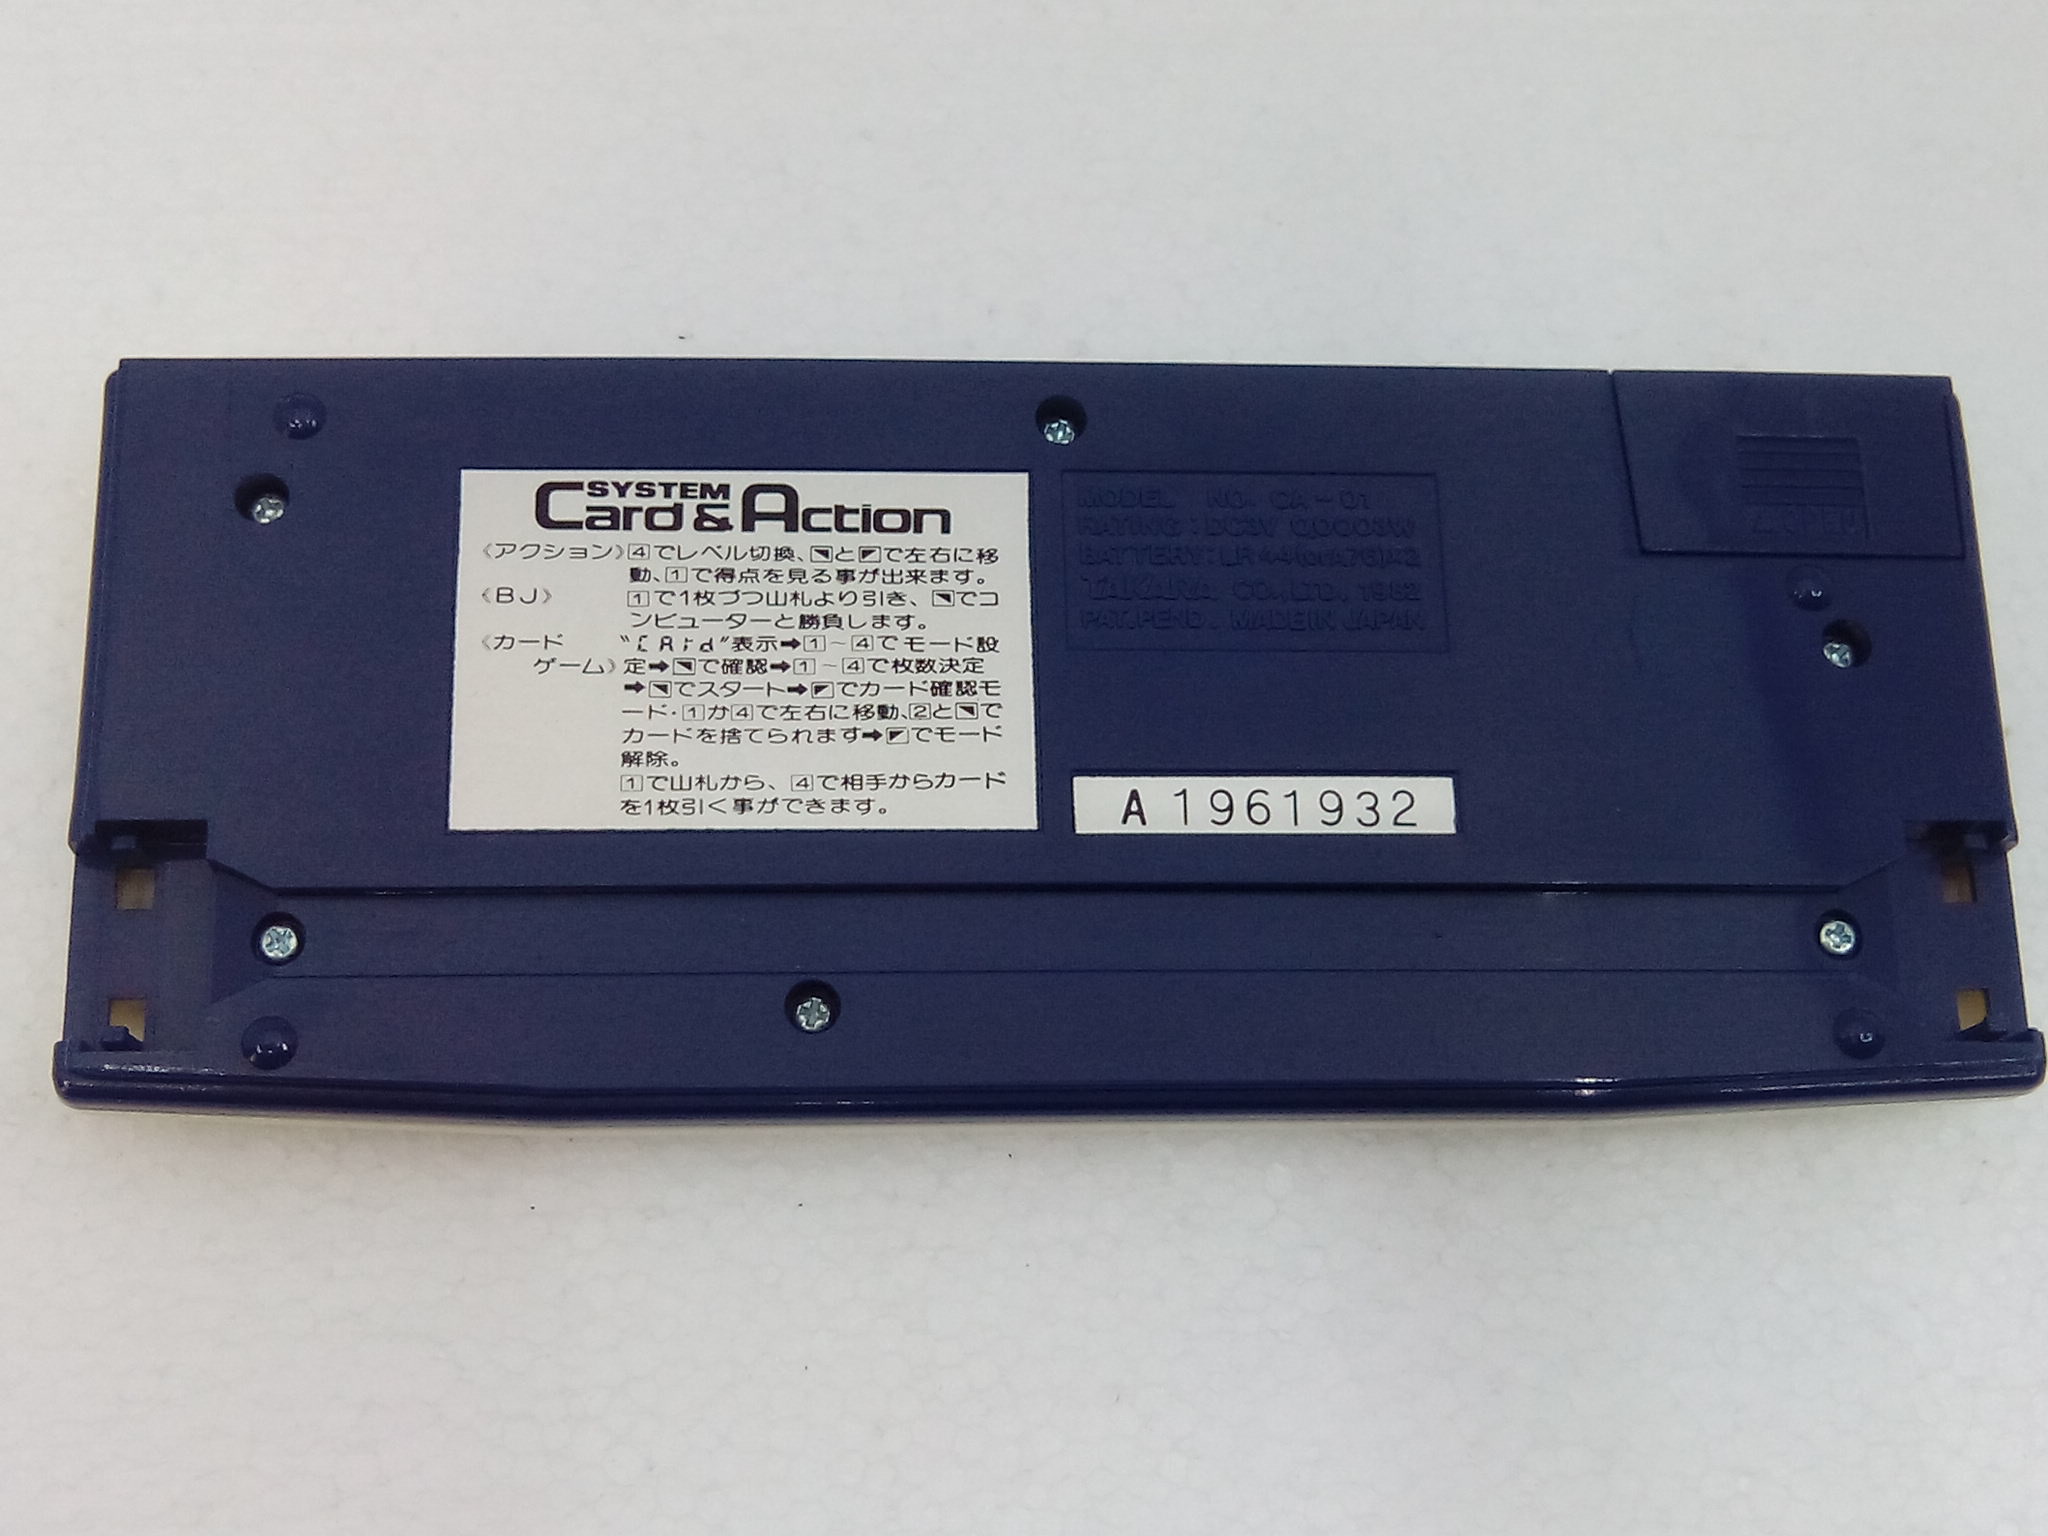 SYSTEM
Card & Action
《アクション》4でレベル切換、◥と◤で左右に移
動、1で得点を見る事が出来ます。
《BJ》 1で1枚づつ山札より引き、◥でコ
ンピューターと勝負します。
《カード “CArd”表示➡1~4でモード設
ゲーム》定➡◥で確認➡1~4で枚数決定
➡◥でスタート➡◤でカード確認モ
ード・1か4で左右に移動、2と◥で
カードを捨てられます➡◤でモード
解除。
1で山札から、4で相手からカード
を1枚引く事ができます。
MODEL NO. CA-01
RATING : DC3V 0.0003W
BATTERY : LR44
TAKARA CO., LTD. 1982
PAT. PEND. MADE IN JAPAN
OPEN
A1961932